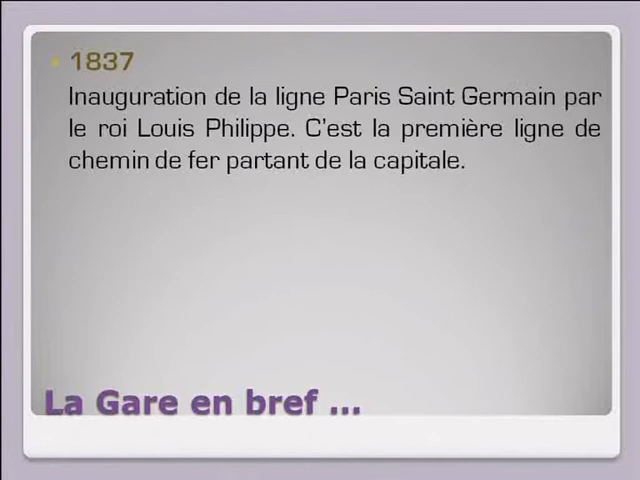 1837
Inauguration de la ligne Paris Saint Germain par
le roi Louis Philippe. C'est la première ligne de
chemin de fer partant de la capitale.
La Gare en bref ...